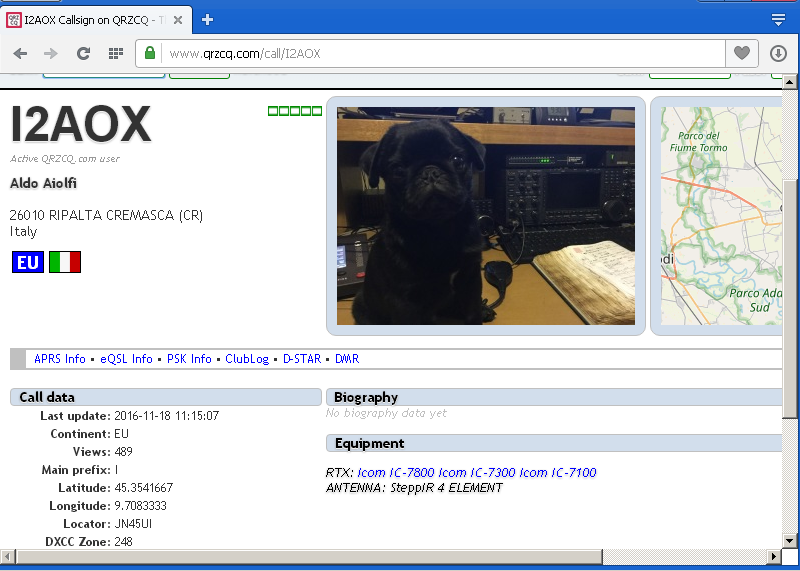 I2AOX Callsign on QRZCQ - T
www.qrzcq.com/call/I2AOX
I2AOX
Active QRZCQ.com user
Aldo Aiolfi
26010 RIPALTA CREMASCA (CR)
Italy
EU
Parco del
Fiume Tormo
odi
Parco Ada
Sud
APRS Info • eQSL Info • PSK Info • ClubLog • D-STAR • DMR
Call data
Last update: 2016-11-18 11:15:07
Continent: EU
Views: 489
Main prefix: I
Latitude: 45.3541667
Longitude: 9.7083333
Locator: JN45UI
DXCC Zone: 248
Biography
No biography data yet
Equipment
RTX: Icom IC-7800 Icom IC-7300 Icom IC-7100
ANTENNA: SteppIR 4 ELEMENT